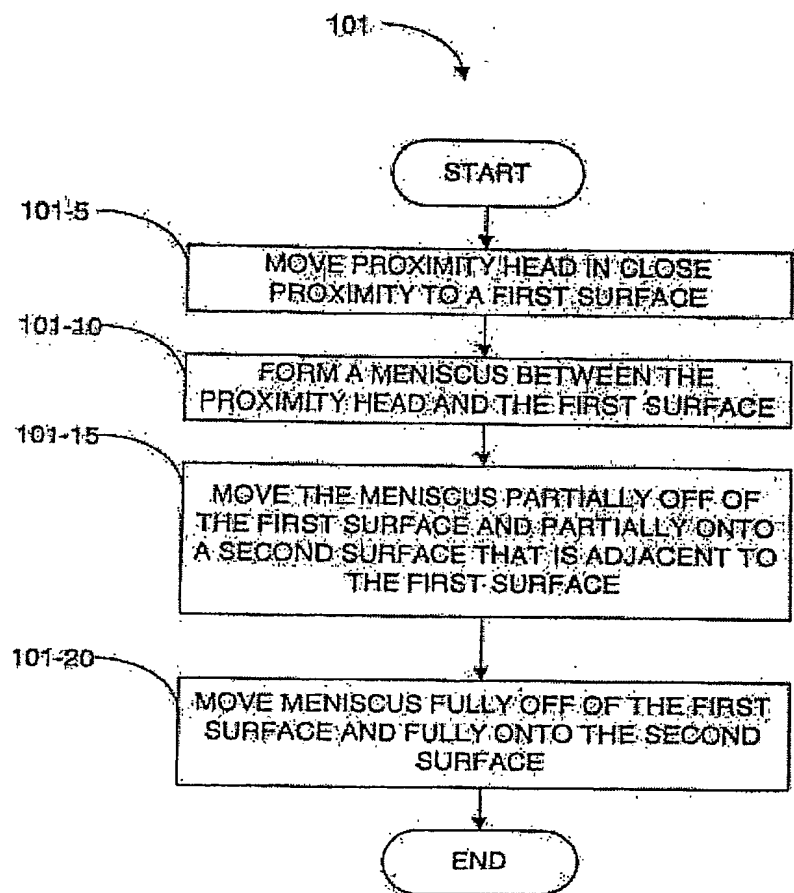 101
START
101-5
MOVE PROXIMITY HEAD IN CLOSE
PROXIMITY TO A FIRST SURFACE
101-10
FORM A MENISCUS BETWEEN THE
PROXIMITY HEAD AND THE FIRST SURFACE
101-15
MOVE THE MENISCUS PARTIALLY OFF OF
THE FIRST SURFACE AND PARTIALLY ONTO
A SECOND SURFACE THAT IS ADJACENT TO
THE FIRST SURFACE
101-20
MOVE MENISCUS FULLY OFF OF THE FIRST
SURFACE AND FULLY ONTO THE SECOND
SURFACE
END